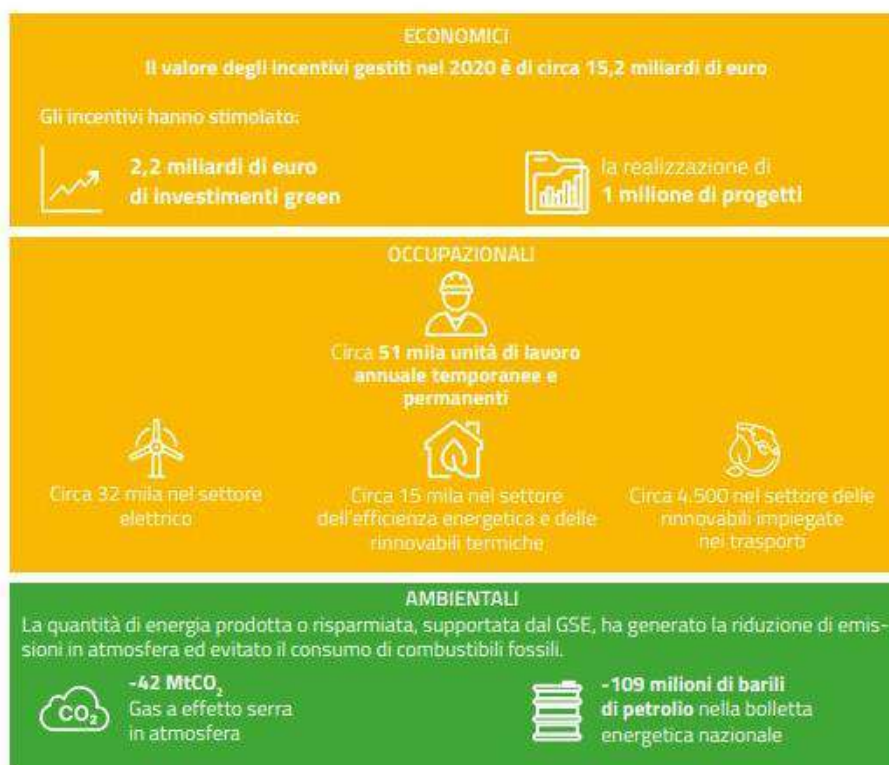 ECONOMICI
Il valore degli incentivi gestiti nel 2020 è di circa 15,2 miliardi di euro
Gli incentivi hanno stimolato:
2,2 miliardi di euro
di investimenti green
la realizzazione di
1 milione di progetti
OCCUPAZIONALI
Circa 51 mila unità di lavoro
annuale temporanee e
permanenti
Circa 32 mila nel settore
elettrico
Circa 15 mila nel settore
dell'efficienza energetica e delle
rinnovabili termiche
Circa 4.500 nel settore delle
rinnovabili impiegate
nei trasporti
AMBIENTALI
La quantità di energia prodotta o risparmiata, supportata dal GSE, ha generato la riduzione di emis-
sioni in atmosfera ed evitato il consumo di combustibili fossili.
CO₂
-42 MtCO₂
Gas a effetto serra
in atmosfera
-109 milioni di barili
di petrolio nella bolletta
energetica nazionale